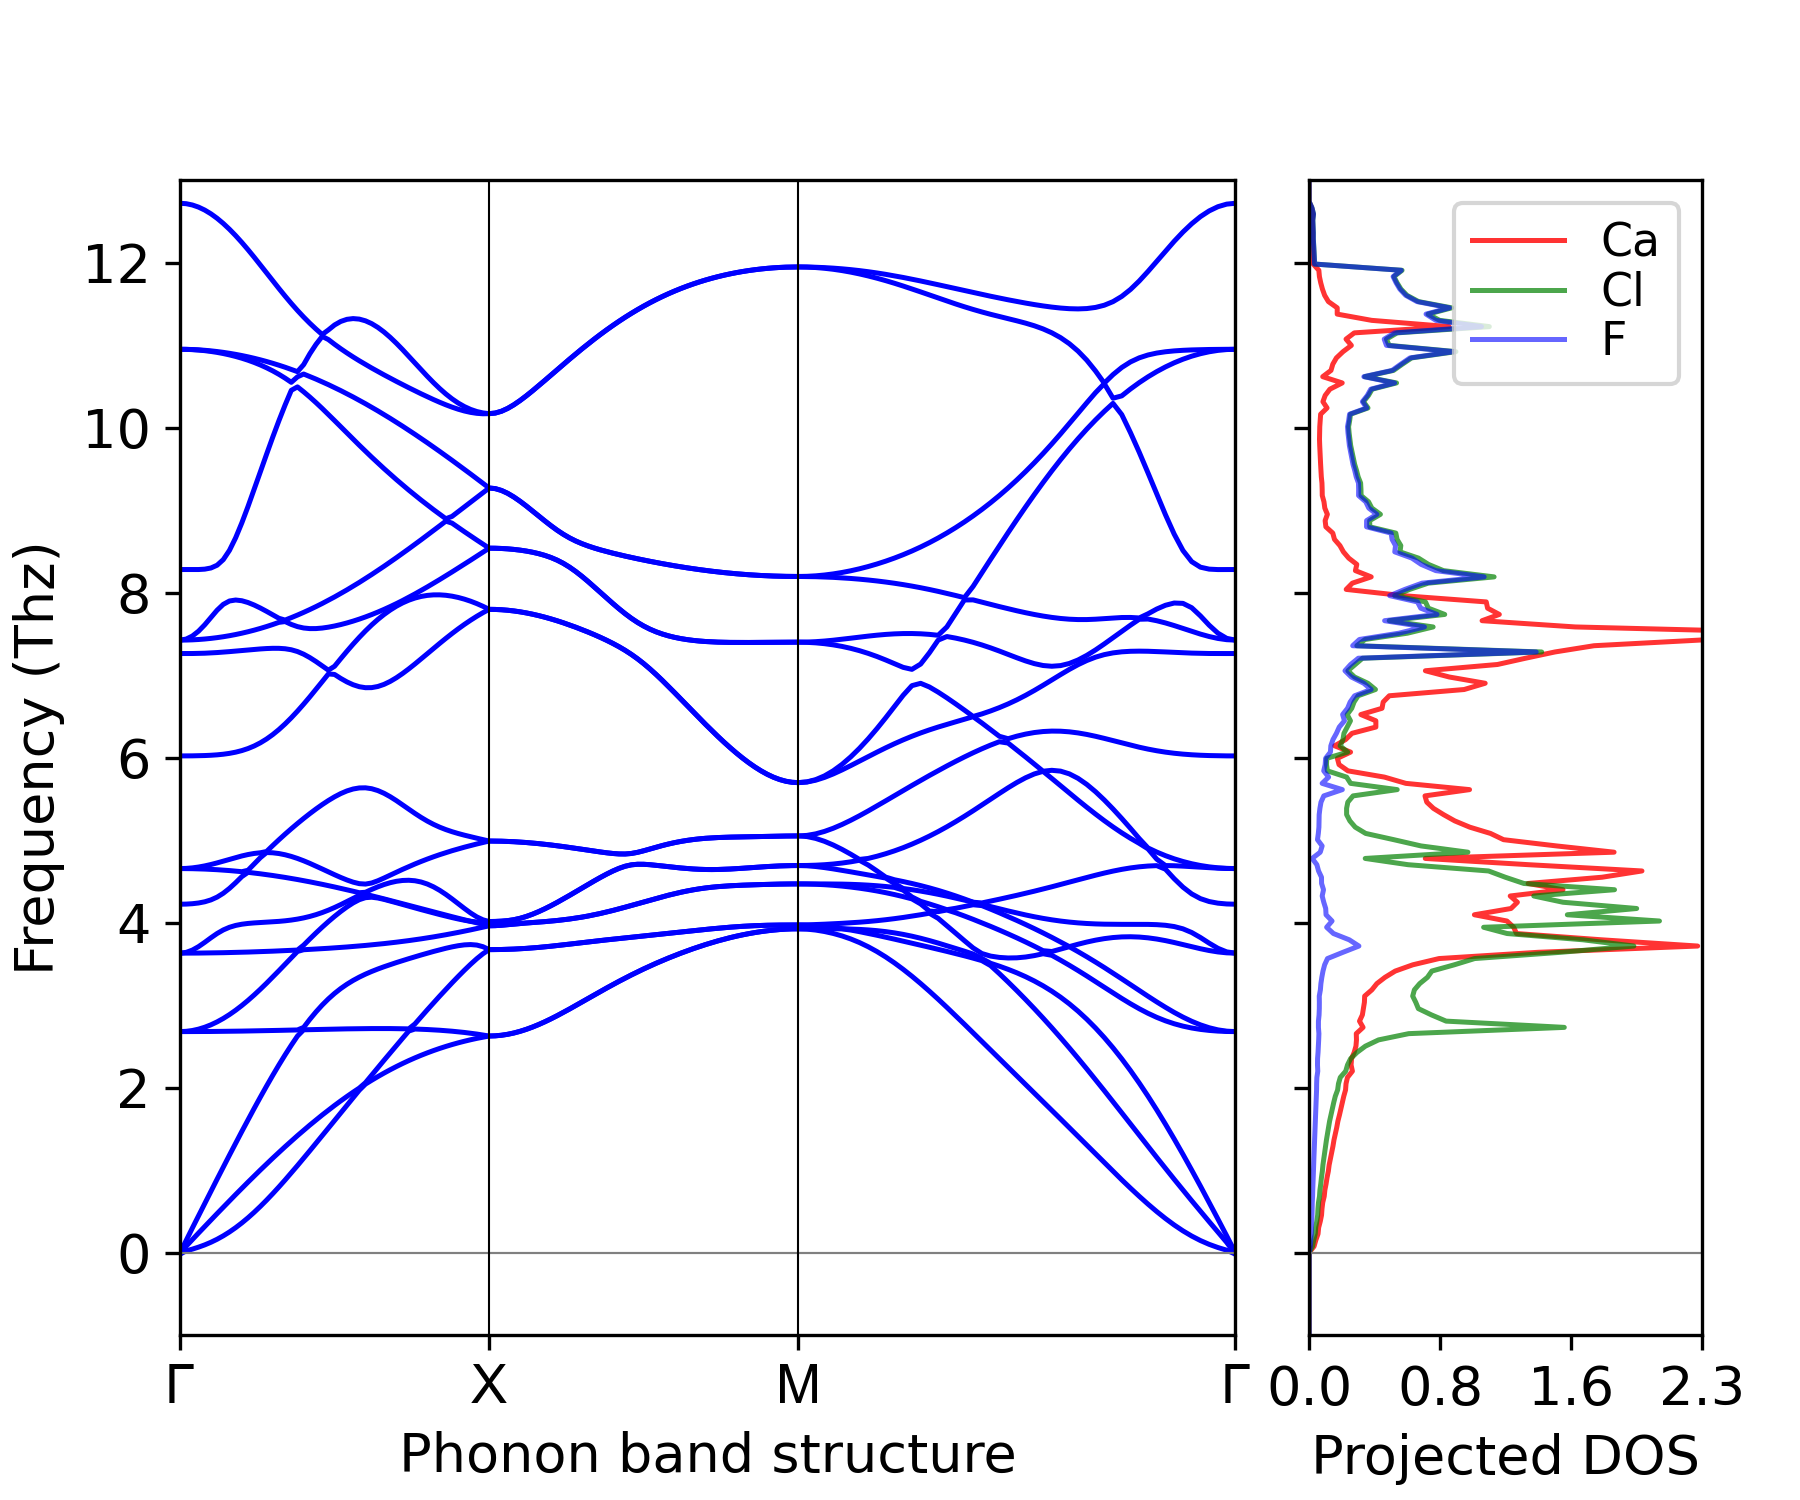 12
10
8
6
4
2
0
Frequency (Thz)
Γ X M Γ
Phonon band structure
Ca
Cl
F
0.0 0.8 1.6 2.3
Projected DOS